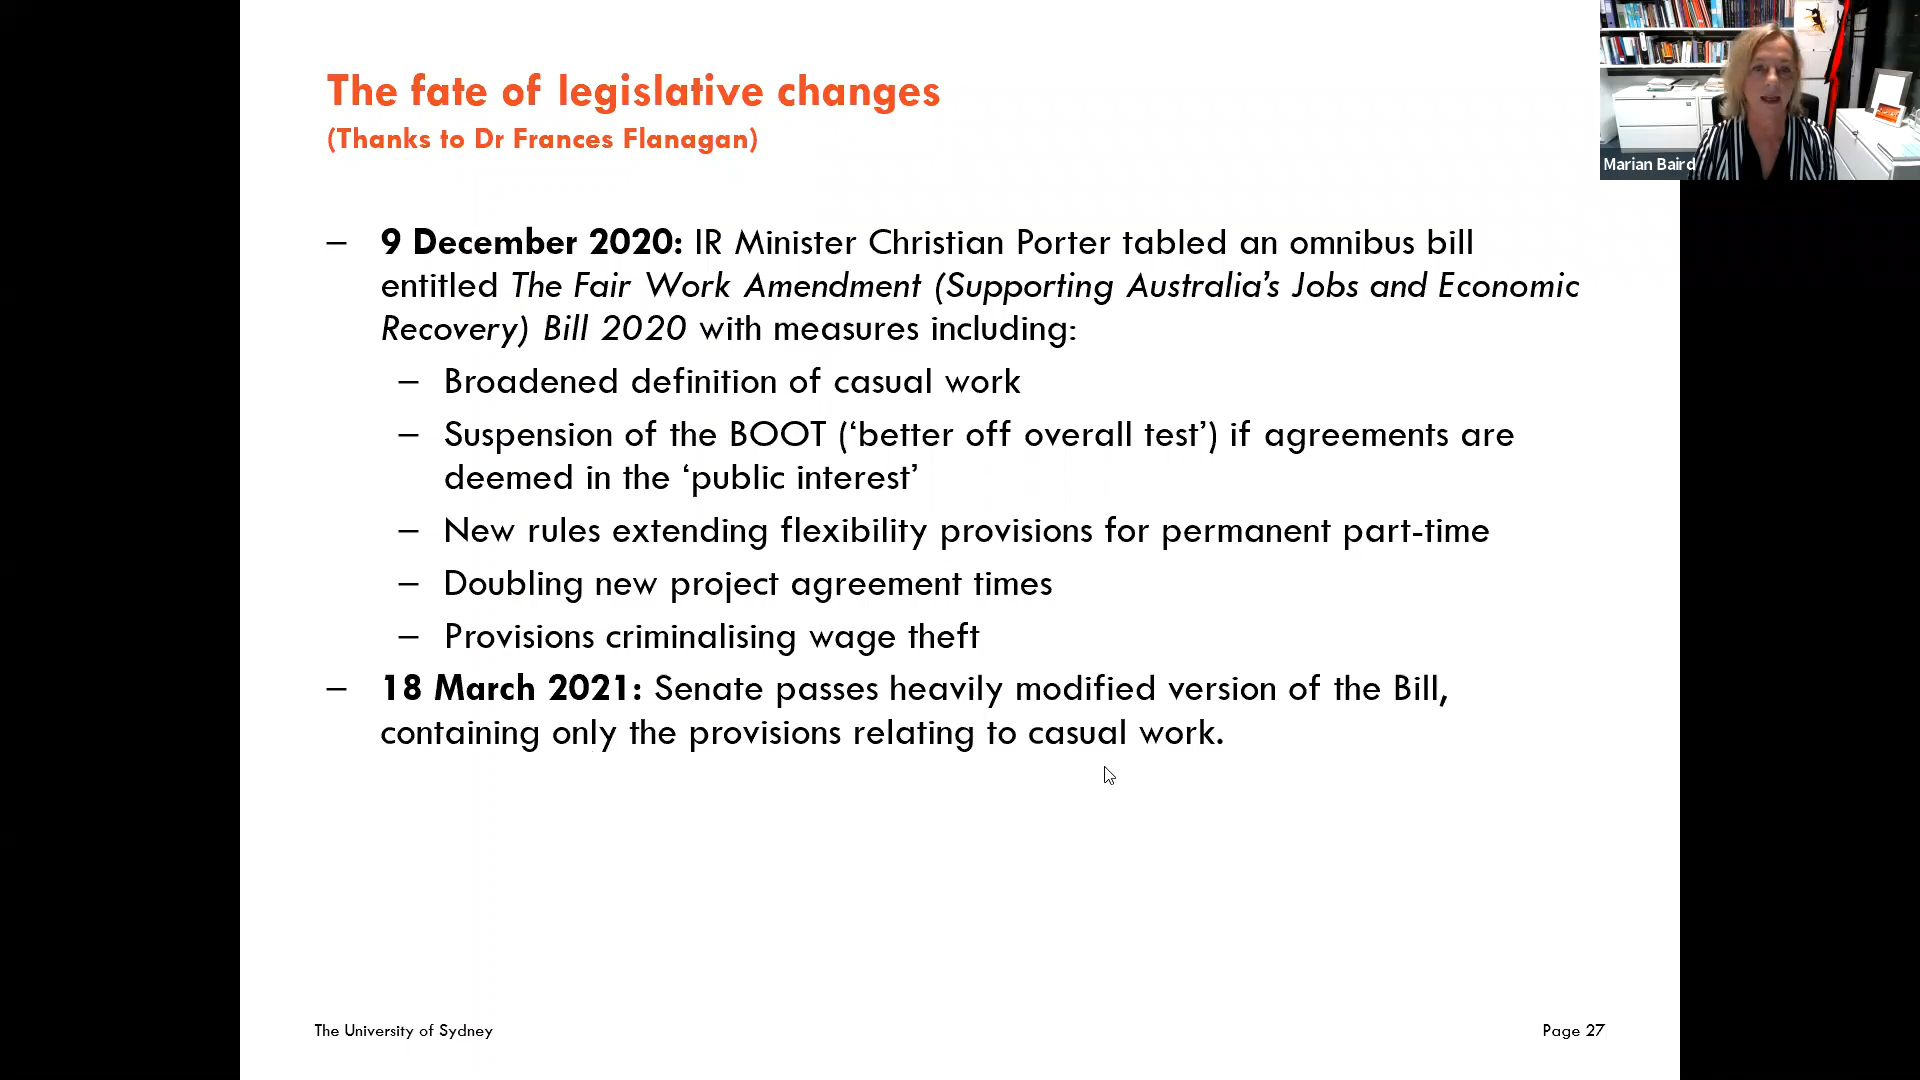 The fate of legislative changes
(Thanks to Dr Frances Flanagan)
Marian Baird
– 9 December 2020: IR Minister Christian Porter tabled an omnibus bill
entitled The Fair Work Amendment (Supporting Australia’s Jobs and Economic
Recovery) Bill 2020 with measures including:
– Broadened definition of casual work
– Suspension of the BOOT (‘better off overall test’) if agreements are
deemed in the ‘public interest’
– New rules extending flexibility provisions for permanent part-time
– Doubling new project agreement times
– Provisions criminalising wage theft
– 18 March 2021: Senate passes heavily modified version of the Bill,
containing only the provisions relating to casual work.
The University of Sydney
Page 27